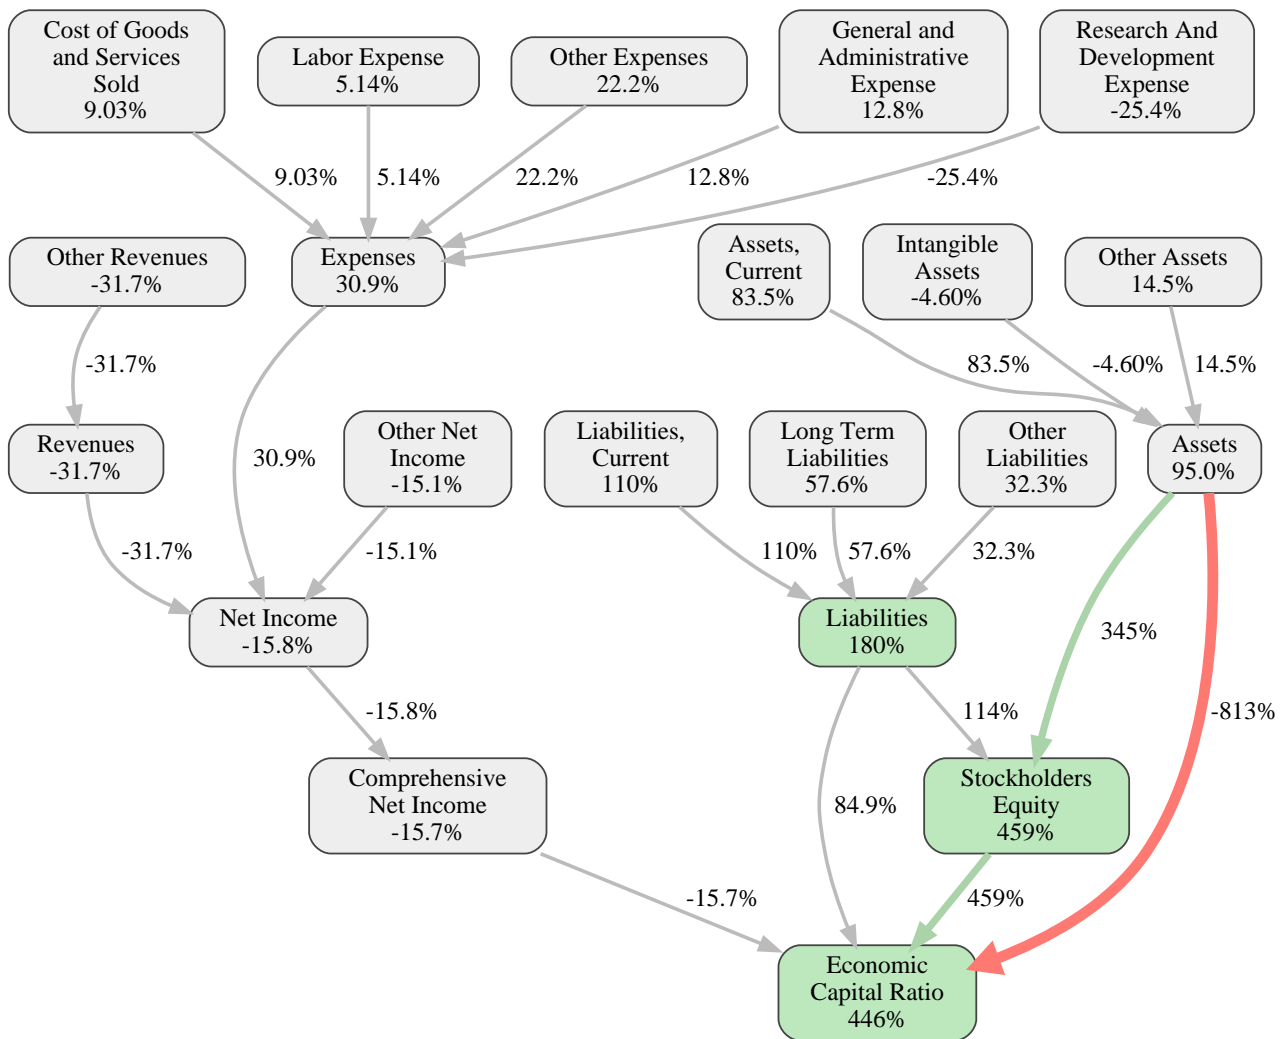 Cost of Goods
and Services
Sold
9.03%
Labor Expense
5.14%
Other Expenses
22.2%
General and
Administrative
Expense
12.8%
Research And
Development
Expense
-25.4%
9.03%
5.14%
22.2%
12.8%
-25.4%
Other Revenues
-31.7%
Expenses
30.9%
Assets,
Current
83.5%
Intangible
Assets
-4.60%
Other Assets
14.5%
-31.7%
83.5%
-4.60%
14.5%
Revenues
-31.7%
30.9%
Other Net
Income
-15.1%
Liabilities,
Current
110%
Long Term
Liabilities
57.6%
Other
Liabilities
32.3%
Assets
95.0%
-31.7%
-15.1%
110%
57.6%
32.3%
Net Income
-15.8%
Liabilities
180%
345%
-15.8%
114%
-813%
Comprehensive
Net Income
-15.7%
84.9%
Stockholders
Equity
459%
-15.7%
459%
Economic
Capital Ratio
446%